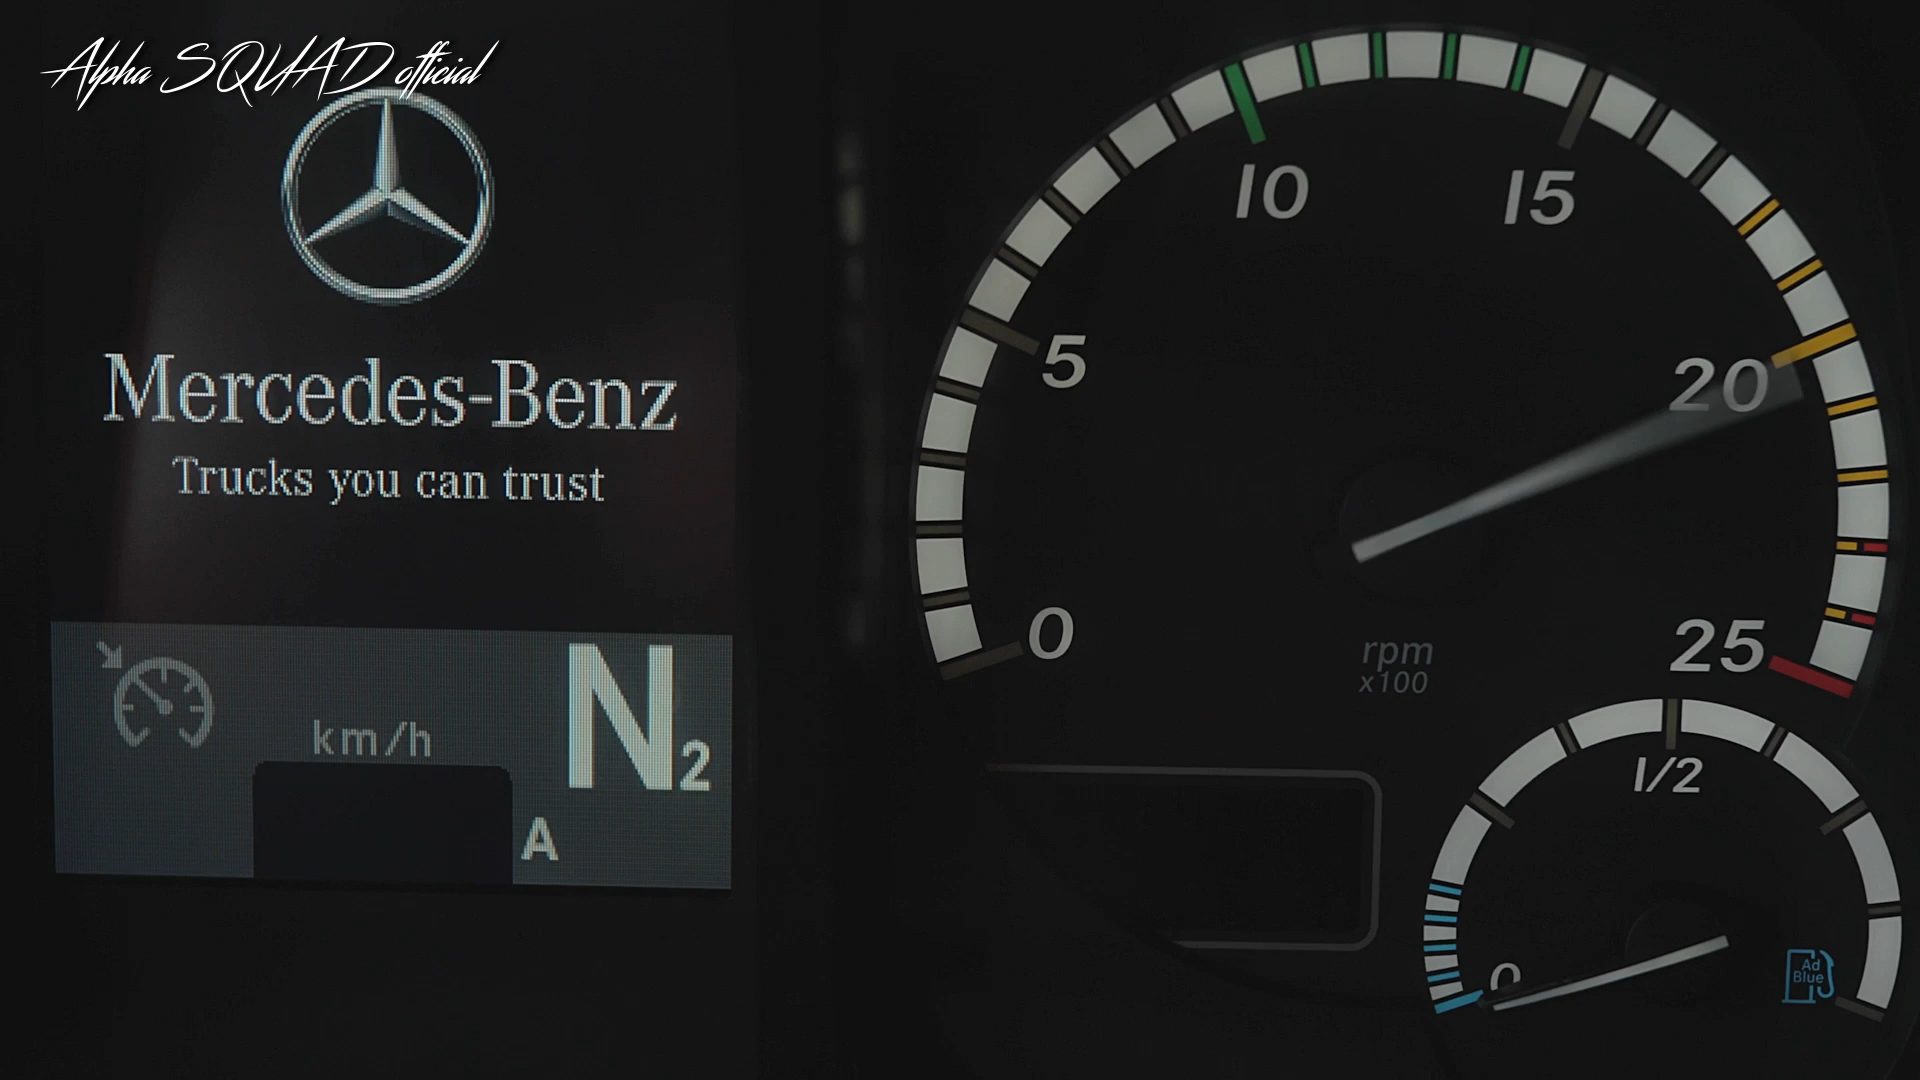 Alpha SQUAD official
Mercedes-Benz
Trucks you can trust
km/h
N2
A
0
5
10
15
20
25
rpm
x100
0
1/2
Ad
Blue